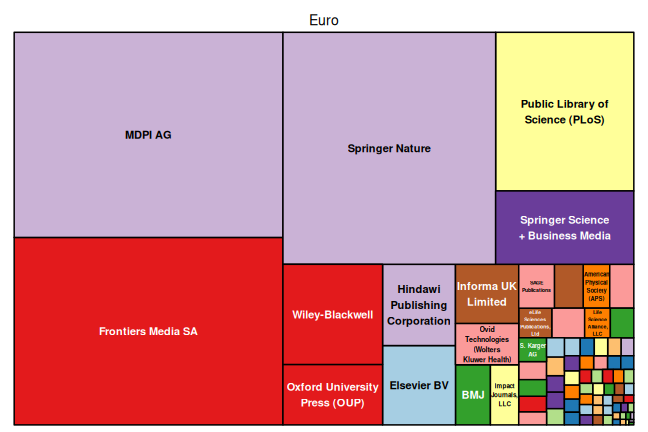 Euro
MDPI AG
Springer Nature
Public Library of
Science (PLoS)
Springer Science
+ Business Media
Frontiers Media SA
Wiley-Blackwell
Oxford University
Press (OUP)
Hindawi
Publishing
Corporation
Elsevier BV
Informa UK
Limited
Ovid
Technologies
(Wolters
Kluwer Health)
BMJ
Impact
Journals,
LLC
SAGE
Publications
American
Physical
Society
(APS)
eLife
Sciences
Publications,
Ltd
Life
Science
Alliance,
LLC
S. Karger
AG